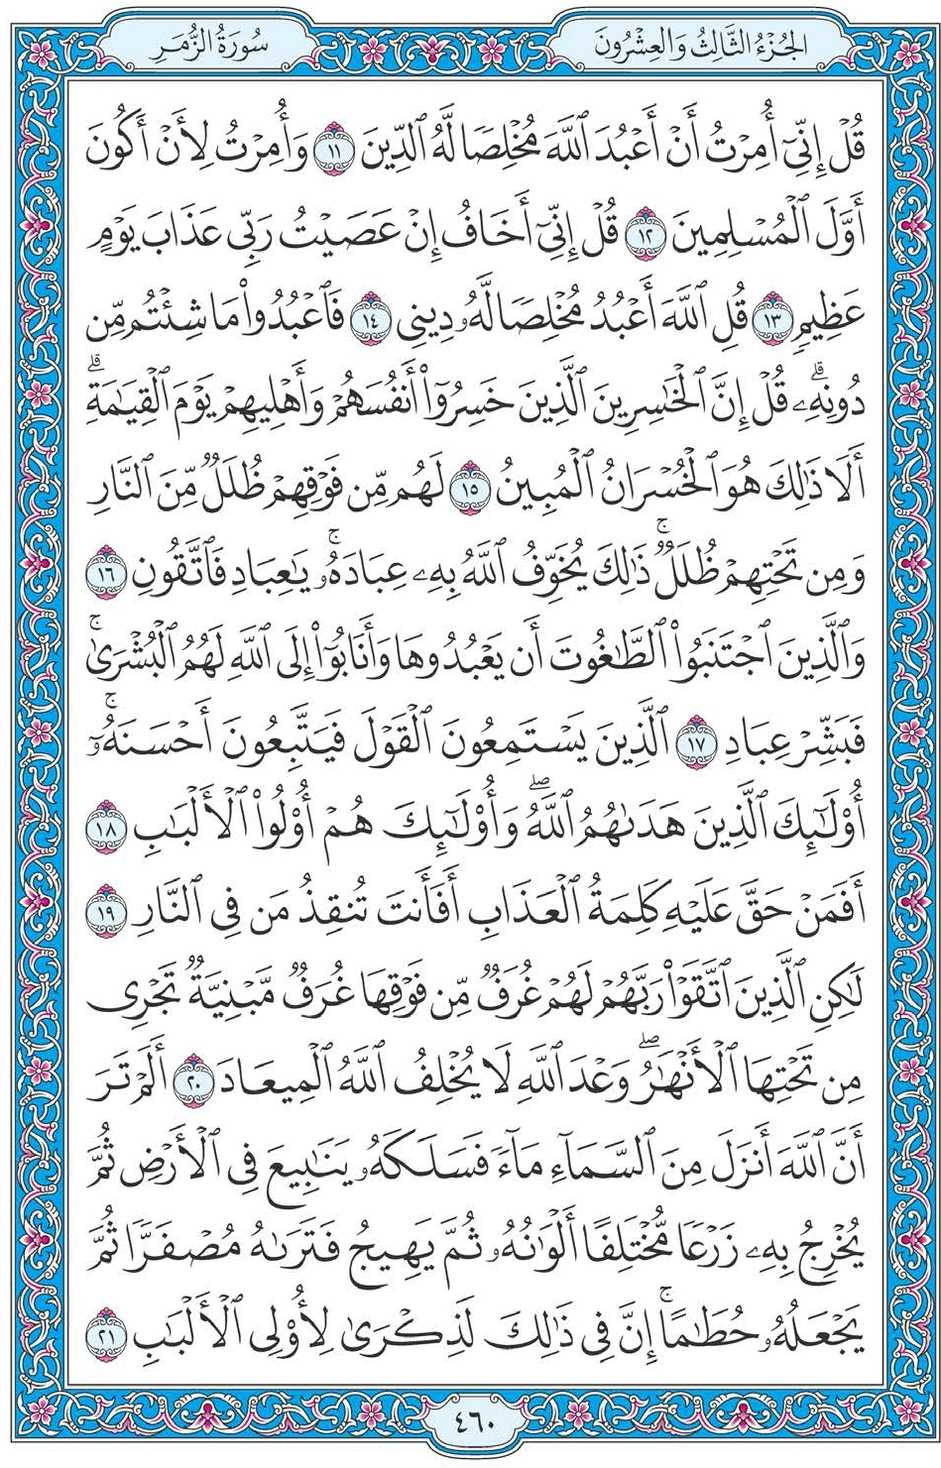 الجُزْءُ الثَّالِثُ وَالعِشْرُونَ
سُورَةُ الزُّمَرِ
قُلْ إِنِّىٓ أُمِرْتُ أَنْ أَعْبُدَ ٱللَّهَ مُخْلِصًا لَّهُ ٱلدِّينَ ١١ وَأُمِرْتُ لِأَنْ أَكُونَ
أَوَّلَ ٱلْمُسْلِمِينَ ١٢ قُلْ إِنِّىٓ أَخَافُ إِنْ عَصَيْتُ رَبِّى عَذَابَ يَوْمٍ
عَظِيمٍ ١٣ قُلِ ٱللَّهَ أَعْبُدُ مُخْلِصًا لَّهُۥ دِينِى ١٤ فَٱعْبُدُوا۟ مَا شِئْتُم مِّن
دُونِهِۦۗ قُلْ إِنَّ ٱلْخَٰسِرِينَ ٱلَّذِينَ خَسِرُوٓا۟ أَنفُسَهُمْ وَأَهْلِيهِمْ يَوْمَ ٱلْقِيَٰمَةِۗ
أَلَا ذَٰلِكَ هُوَ ٱلْخُسْرَانُ ٱلْمُبِينُ ١٥ لَهُم مِّن فَوْقِهِمْ ظُلَلٌ مِّنَ ٱلنَّارِ
وَمِن تَحْتِهِمْ ظُلَلٌۚ ذَٰلِكَ يُخَوِّفُ ٱللَّهُ بِهِۦ عِبَادَهُۥۚ يَٰعِبَادِ فَٱتَّقُونِ ١٦
وَٱلَّذِينَ ٱجْتَنَبُوا۟ ٱلطَّٰغُوتَ أَن يَعْبُدُوهَا وَأَنَابُوٓا۟ إِلَى ٱللَّهِ لَهُمُ ٱلْبُشْرَىٰۚ
فَبَشِّرْ عِبَادِ ١٧ ٱلَّذِينَ يَسْتَمِعُونَ ٱلْقَوْلَ فَيَتَّبِعُونَ أَحْسَنَهُۥٓۚ
أُو۟لَٰٓئِكَ ٱلَّذِينَ هَدَىٰهُمُ ٱللَّهُۖ وَأُو۟لَٰٓئِكَ هُمْ أُو۟لُوا۟ ٱلْأَلْبَٰبِ ١٨
أَفَمَنْ حَقَّ عَلَيْهِ كَلِمَةُ ٱلْعَذَابِ أَفَأَنتَ تُنقِذُ مَن فِى ٱلنَّارِ ١٩
لَٰكِنِ ٱلَّذِينَ ٱتَّقَوْا۟ رَبَّهُمْ لَهُمْ غُرَفٌ مِّن فَوْقِهَا غُرَفٌ مَّبْنِيَّةٌ تَجْرِى
مِن تَحْتِهَا ٱلْأَنْهَٰرُۖ وَعْدَ ٱللَّهِ لَا يُخْلِفُ ٱللَّهُ ٱلْمِيعَادَ ٢٠ أَلَمْ تَرَ
أَنَّ ٱللَّهَ أَنزَلَ مِنَ ٱلسَّمَآءِ مَآءً فَسَلَكَهُۥ يَنَٰبِيعَ فِى ٱلْأَرْضِ ثُمَّ
يُخْرِجُ بِهِۦ زَرْعًا مُّخْتَلِفًا أَلْوَٰنُهُۥ ثُمَّ يَهِيجُ فَتَرَىٰهُ مُصْفَرًّا ثُمَّ
يَجْعَلُهُۥ حُطَٰمًاۚ إِنَّ فِى ذَٰلِكَ لَذِكْرَىٰ لِأُو۟لِى ٱلْأَلْبَٰبِ ٢١
٤٦٠